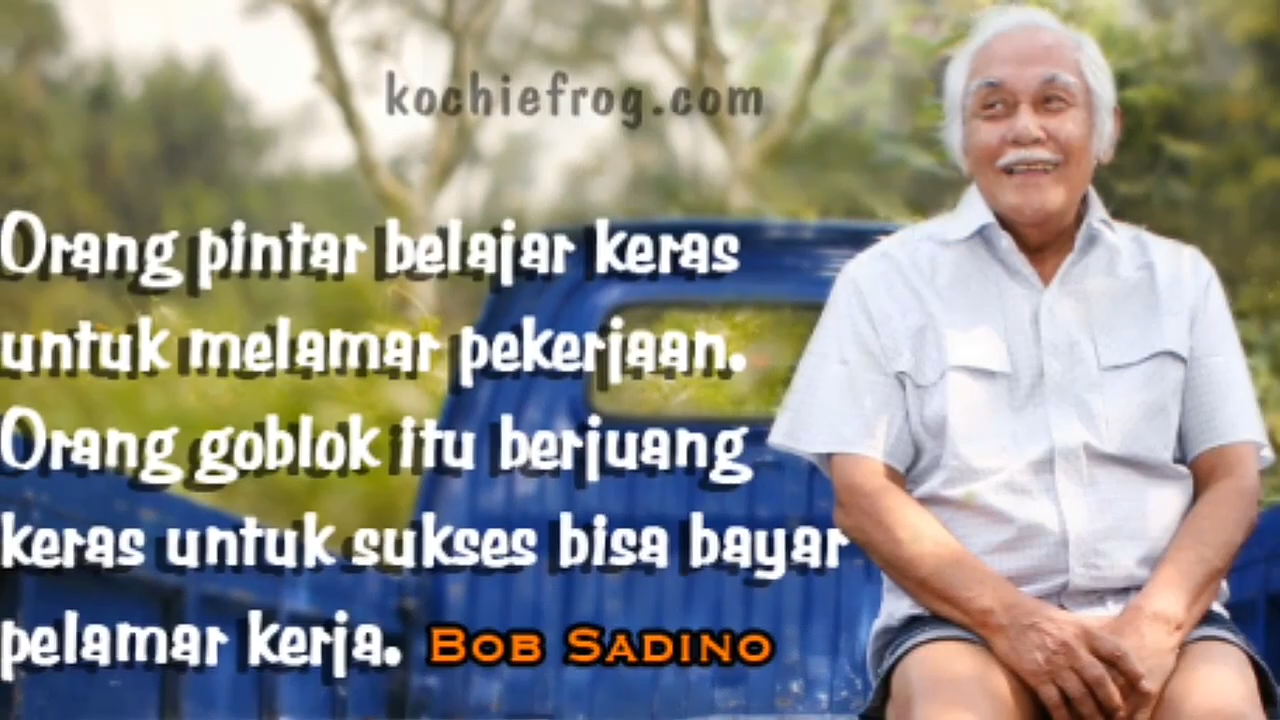 kochiefrog.com
Orang pintar belajar keras
untuk melamar pekerjaan.
Orang goblok itu berjuang
keras untuk sukses bisa bayar
pelamar kerja. Bob Sadino